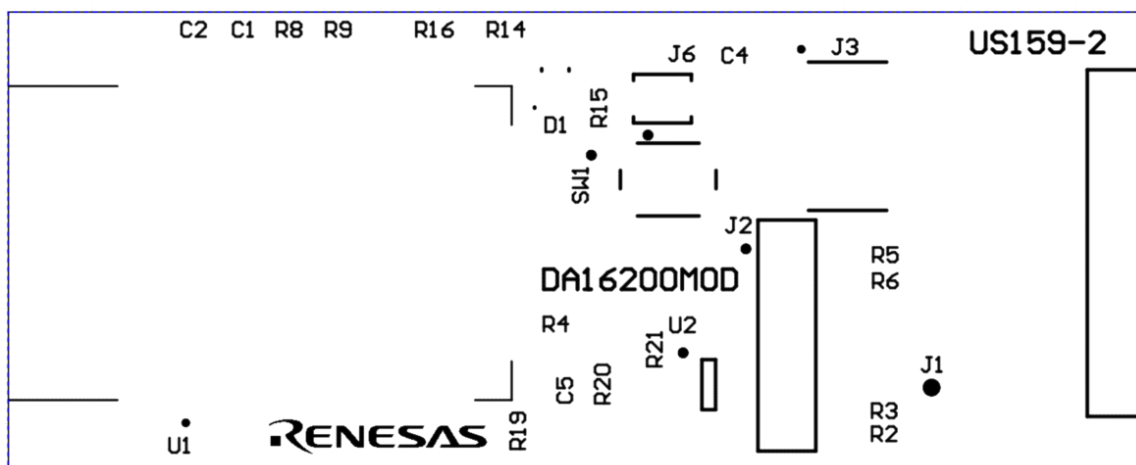 C2 C1 R8 R9 R16 R14
J6 C4 J3 US159-2
R15
D1
SW1
J2
R5
DA16200MOD R6
R4 U2
R21
J1
C5 R20
R3
R19
RENESAS
R2
U1